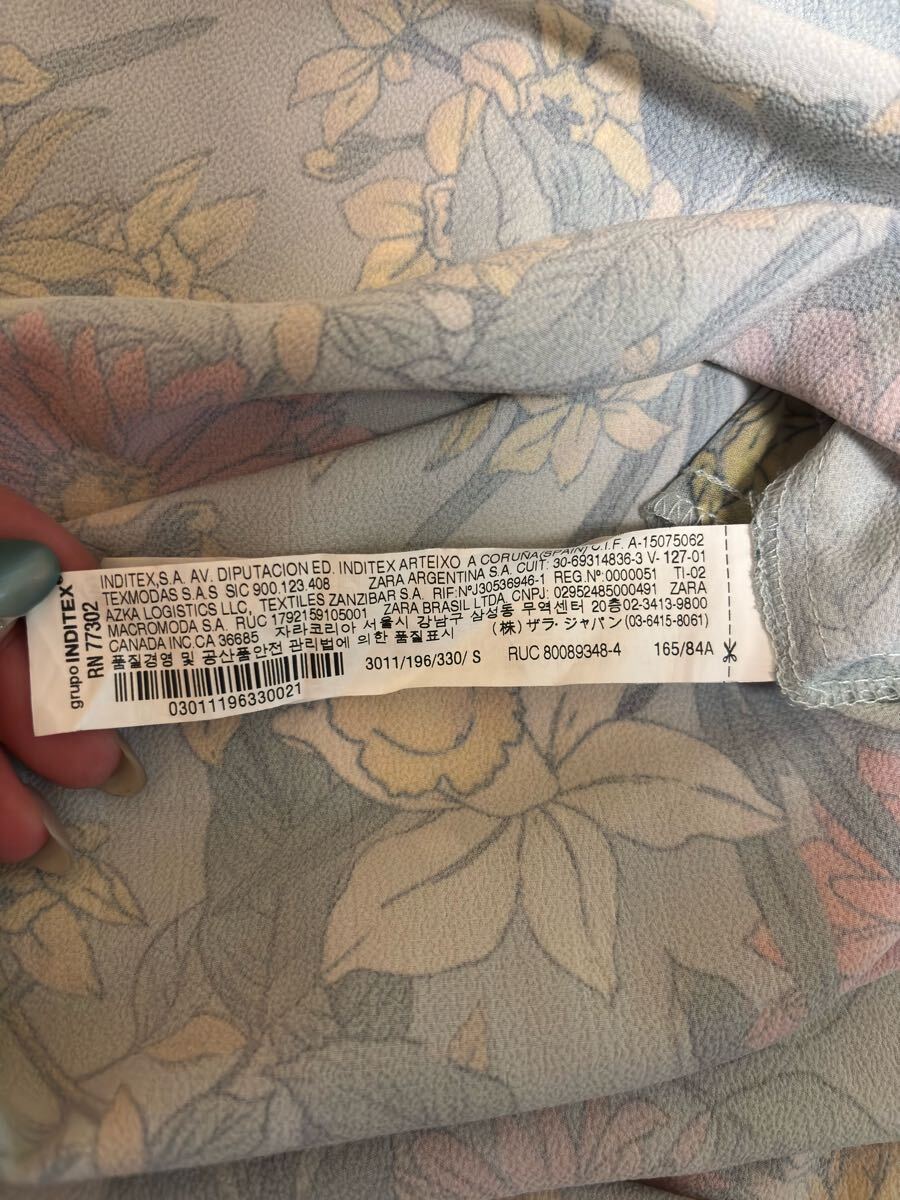 grupo INDITEX
RN 77302
INDITEX,S.A. AV. DIPUTACION ED. INDITEX ARTEIXO A CORUÑA(SPAIN) C.I.F. A-15075062
TEXMODAS S.A.S SIC 900.123.408 ZARA ARGENTINA S.A. CUIT: 30-69314836-3 V- 127-01
AZKA LOGISTICS LLC, TEXTILES ZANZIBAR S.A. RIF:NºJ30536946-1 REG.Nº:0000051 TI-02
MACROMODA S.A. RUC 1792159105001 ZARA BRASIL LTDA, CNPJ: 02952485000491 ZARA
CANADA INC.CA 36685 자라코리아 서울시 강남구 삼성동 무역센터 20층 02-3413-9800
품질경영 및 공산품안전 관리법에 의한 품질표시 (株) ザラ・ジャパン (03-6415-8061)
3011/196/330/ S RUC 80089348-4 165/84A
03011196330021